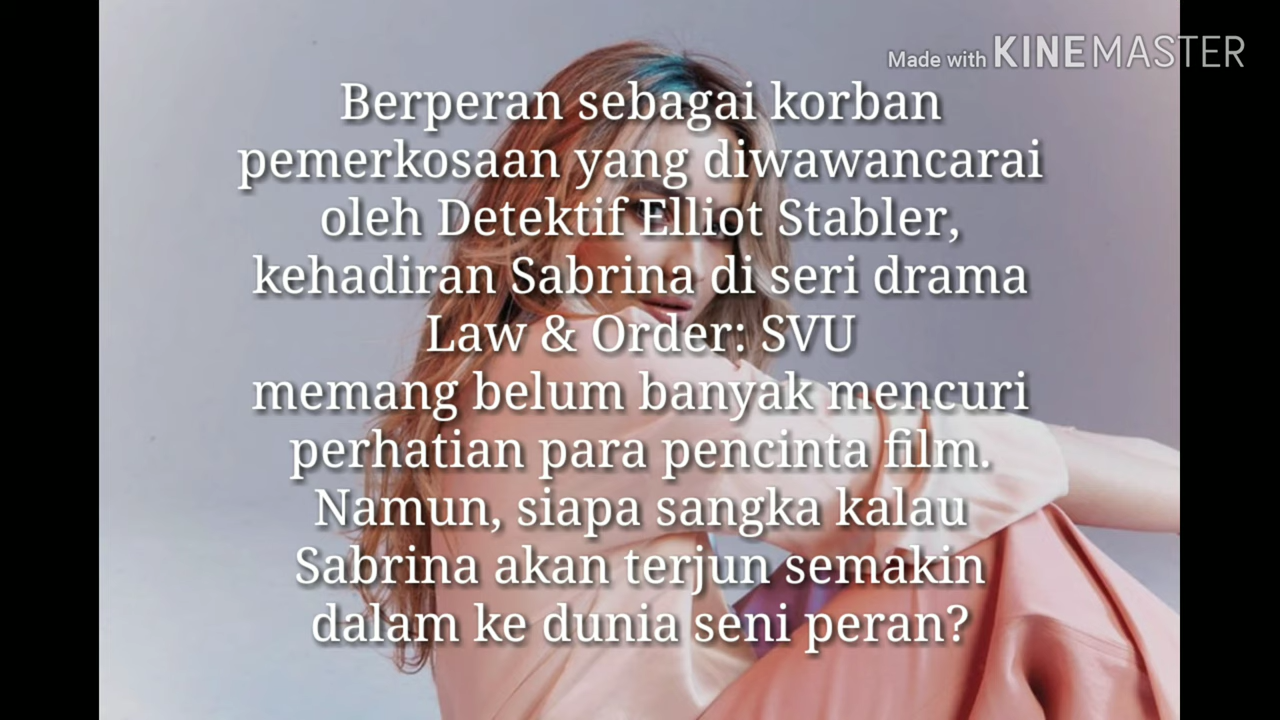 Made with KINEMASTER
Berperan sebagai korban
pemerkosaan yang diwawancarai
oleh Detektif Elliot Stabler,
kehadiran Sabrina di seri drama
Law & Order: SVU
memang belum banyak mencuri
perhatian para pencinta film.
Namun, siapa sangka kalau
Sabrina akan terjun semakin
dalam ke dunia seni peran?